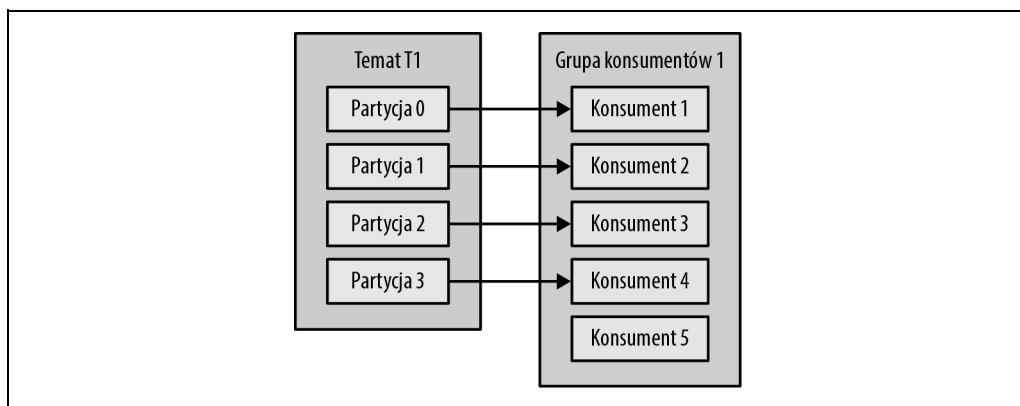 Temat T1
Partycja 0
Partycja 1
Partycja 2
Partycja 3
Grupa konsumentów 1
Konsument 1
Konsument 2
Konsument 3
Konsument 4
Konsument 5